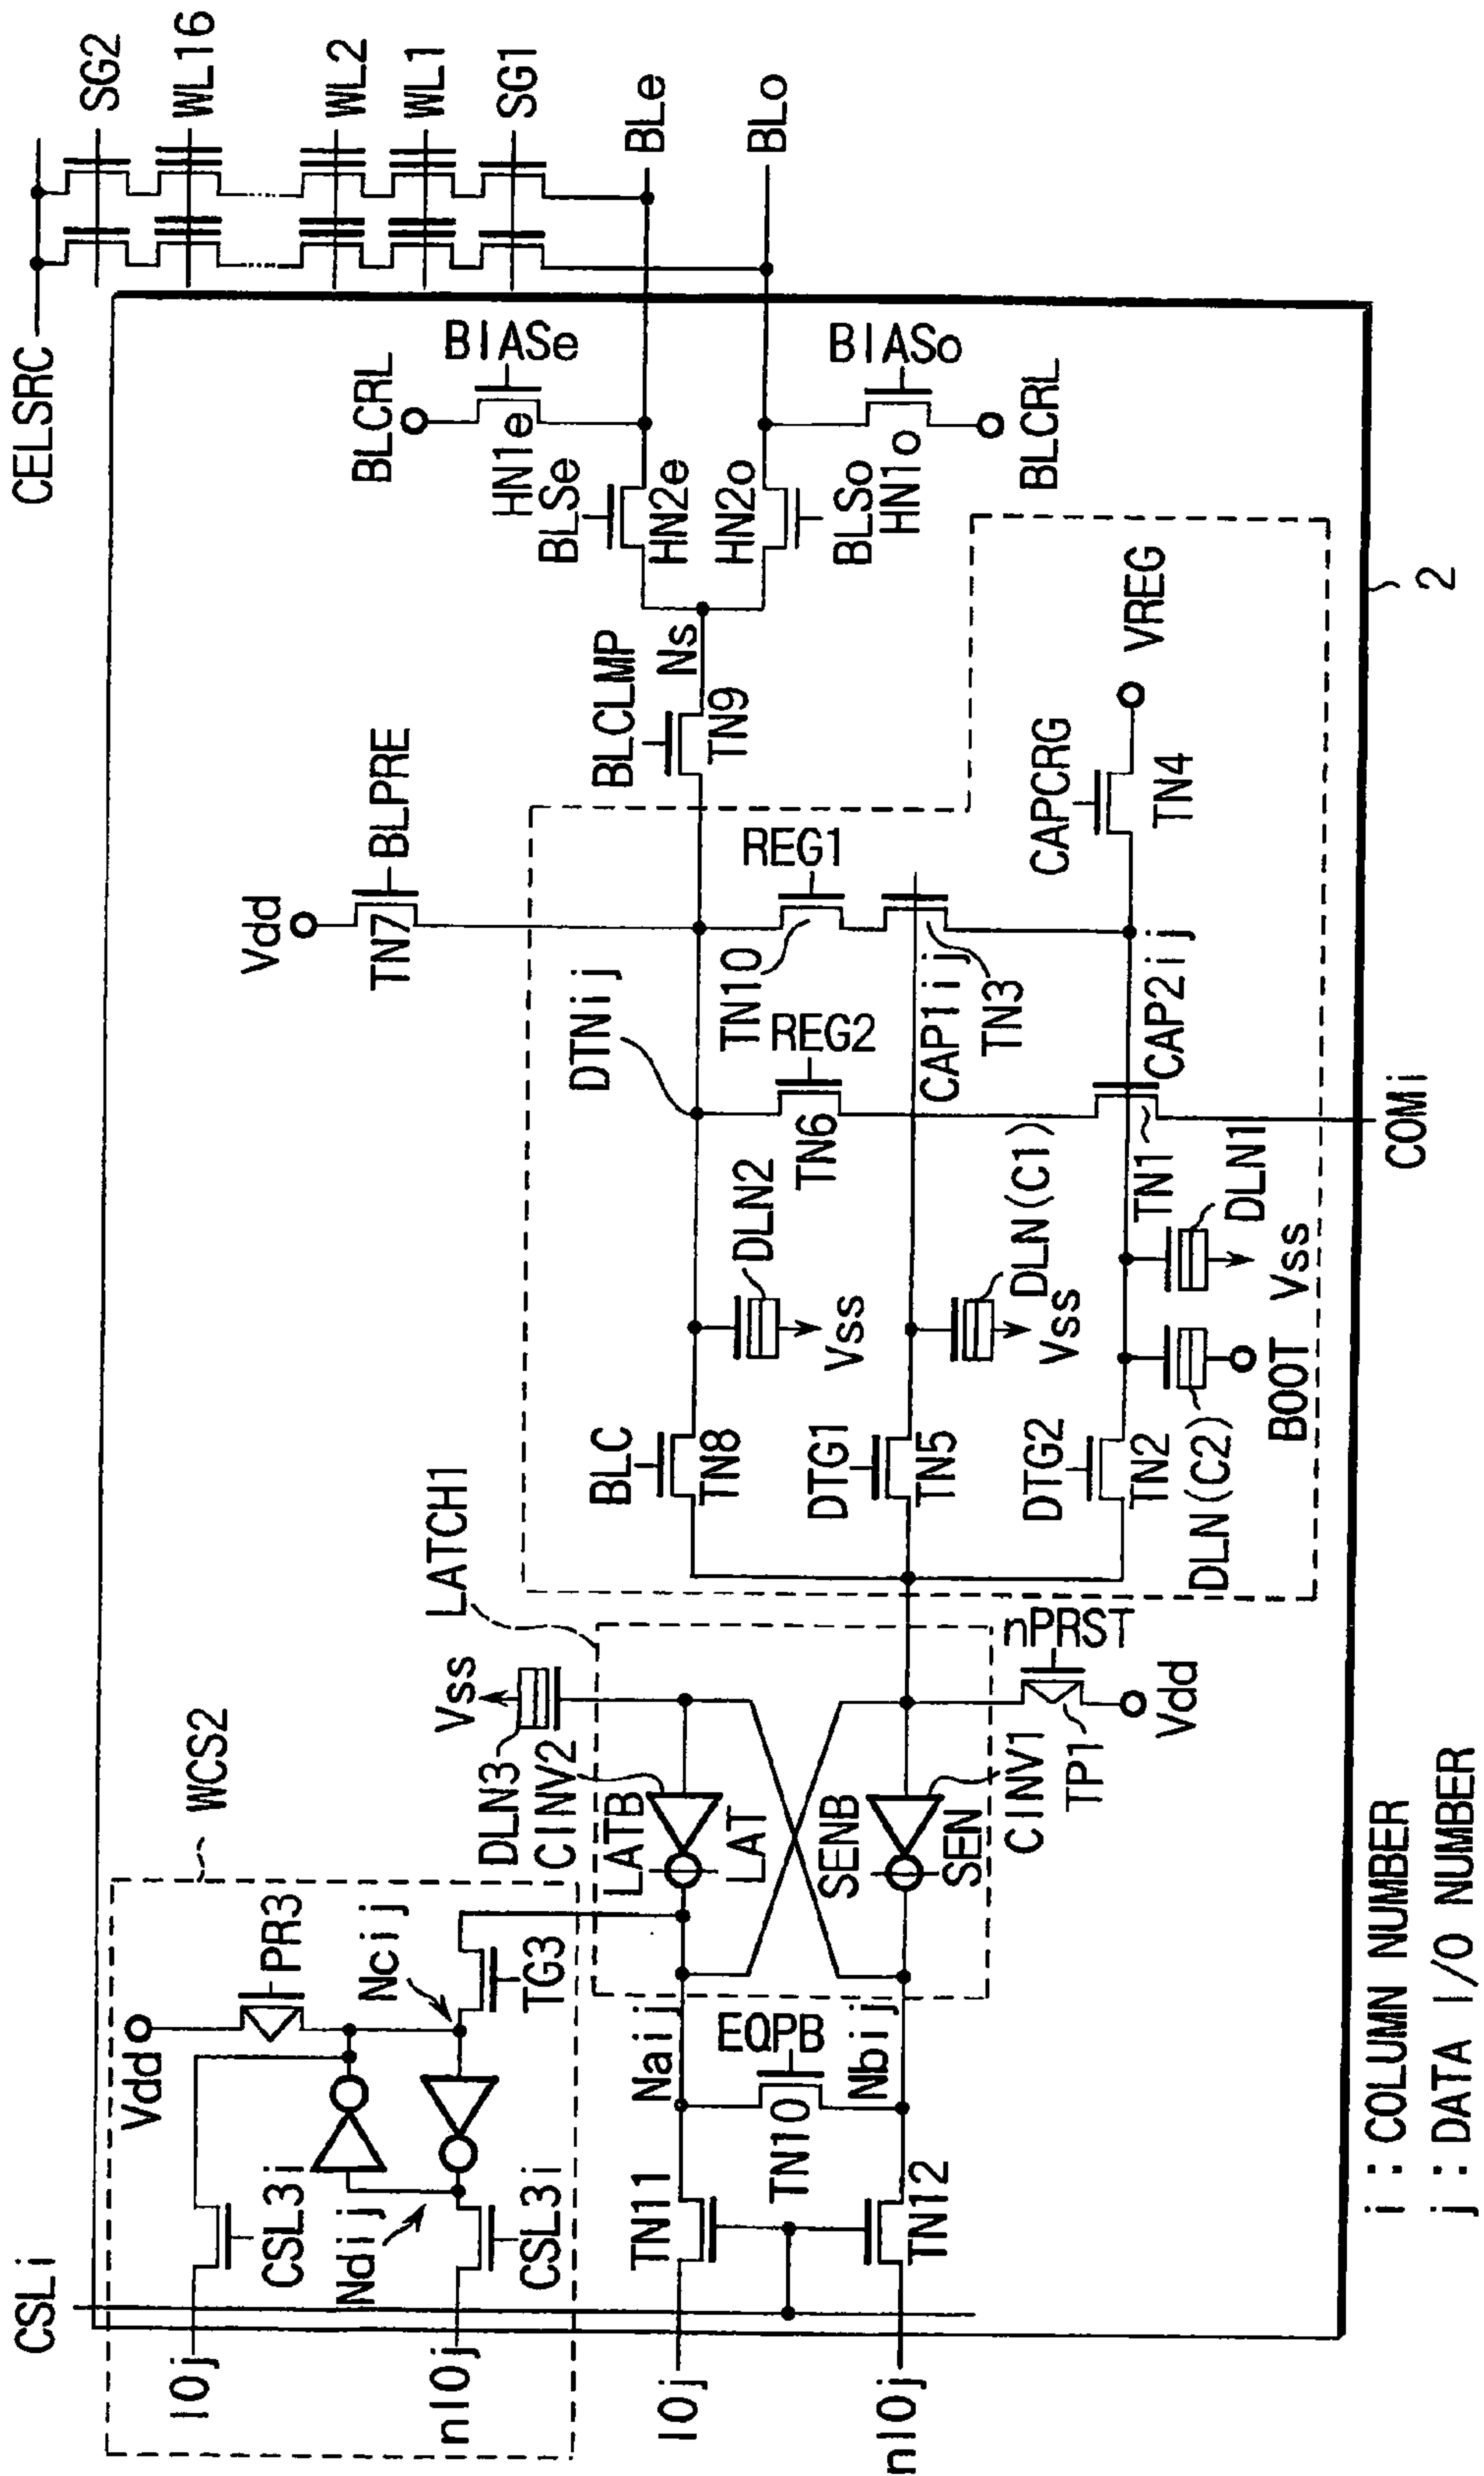 CELSRC
SG2
WL16
WL2
WL1
SG1
BLe
BLo
BLCRL
BIASe
HN1e
BLSe
HN2e
HN2o
BLSo
HN1o
BIASo
BLCRL
2
Ns
BLCLMP
TN9
Vdd
BLPRE
TN7
REG1
TN10
DTNij
REG2
TN6
CAP1ij
TN3
CAPCRG
TN4
VREG
CAP2ij
TN1
COMi
DLN2
Vss
DLN(C1)
Vss
DLN1
Vss
BOOT
DLN(C2)
BLC
TN8
DTG1
TN5
DTG2
TN2
LATCH1
Vss
DLN3
CINV2
LATB
LAT
SENB
SEN
CINV1
nPRST
TP1
Vdd
WCS2
Vdd
PR3
Ncij
TG3
Ndij
CSL3i
CSL3i
Naij
EQPB
Nbij
TN10
TN11
TN12
CSLi
IOj
nIOj
IOj
nIOj
i : COLUMN NUMBER
j : DATA I/O NUMBER